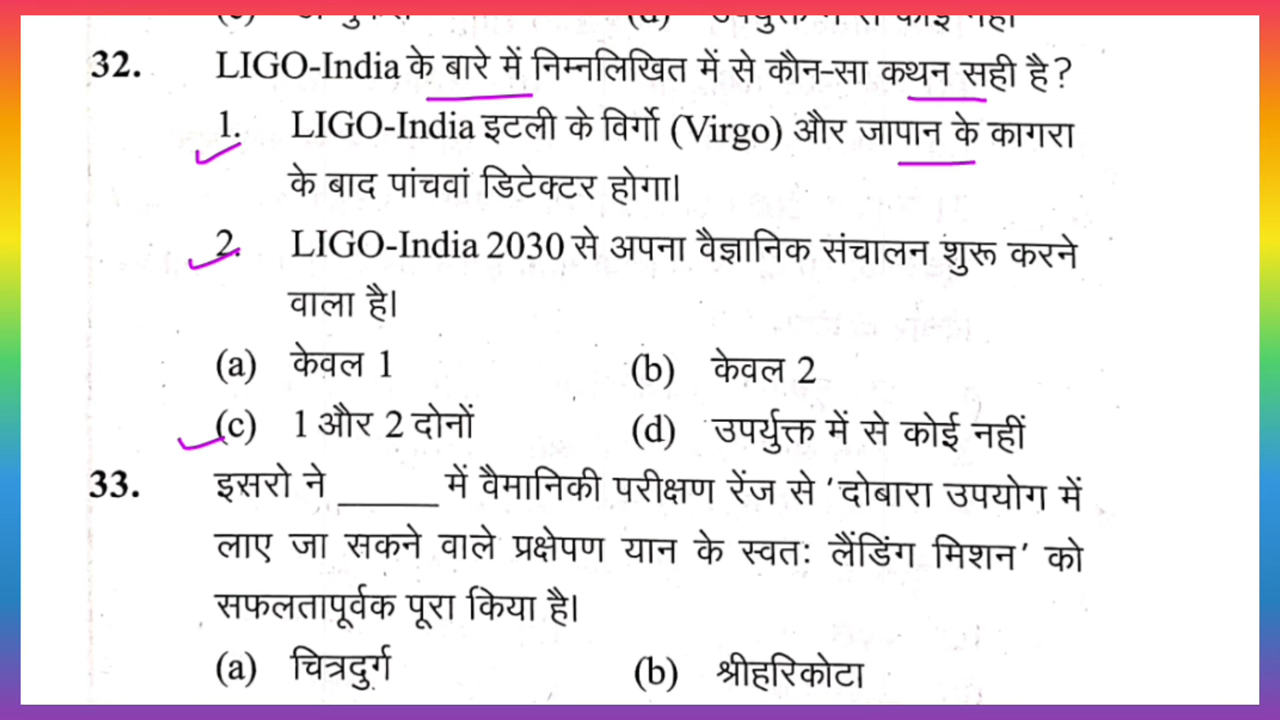 32. LIGO-India के बारे में निम्नलिखित में से कौन-सा कथन सही है?
1. LIGO-India इटली के विर्गो (Virgo) और जापान के कागरा
के बाद पांचवां डिटेक्टर होगा।
2. LIGO-India 2030 से अपना वैज्ञानिक संचालन शुरू करने
वाला है।
(a) केवल 1 (b) केवल 2
(c) 1 और 2 दोनों (d) उपर्युक्त में से कोई नहीं
33. इसरो ने _____ में वैमानिकी परीक्षण रेंज से 'दोबारा उपयोग में
लाए जा सकने वाले प्रक्षेपण यान के स्वतः लैंडिंग मिशन' को
सफलतापूर्वक पूरा किया है।
(a) चित्रदुर्ग (b) श्रीहरिकोटा